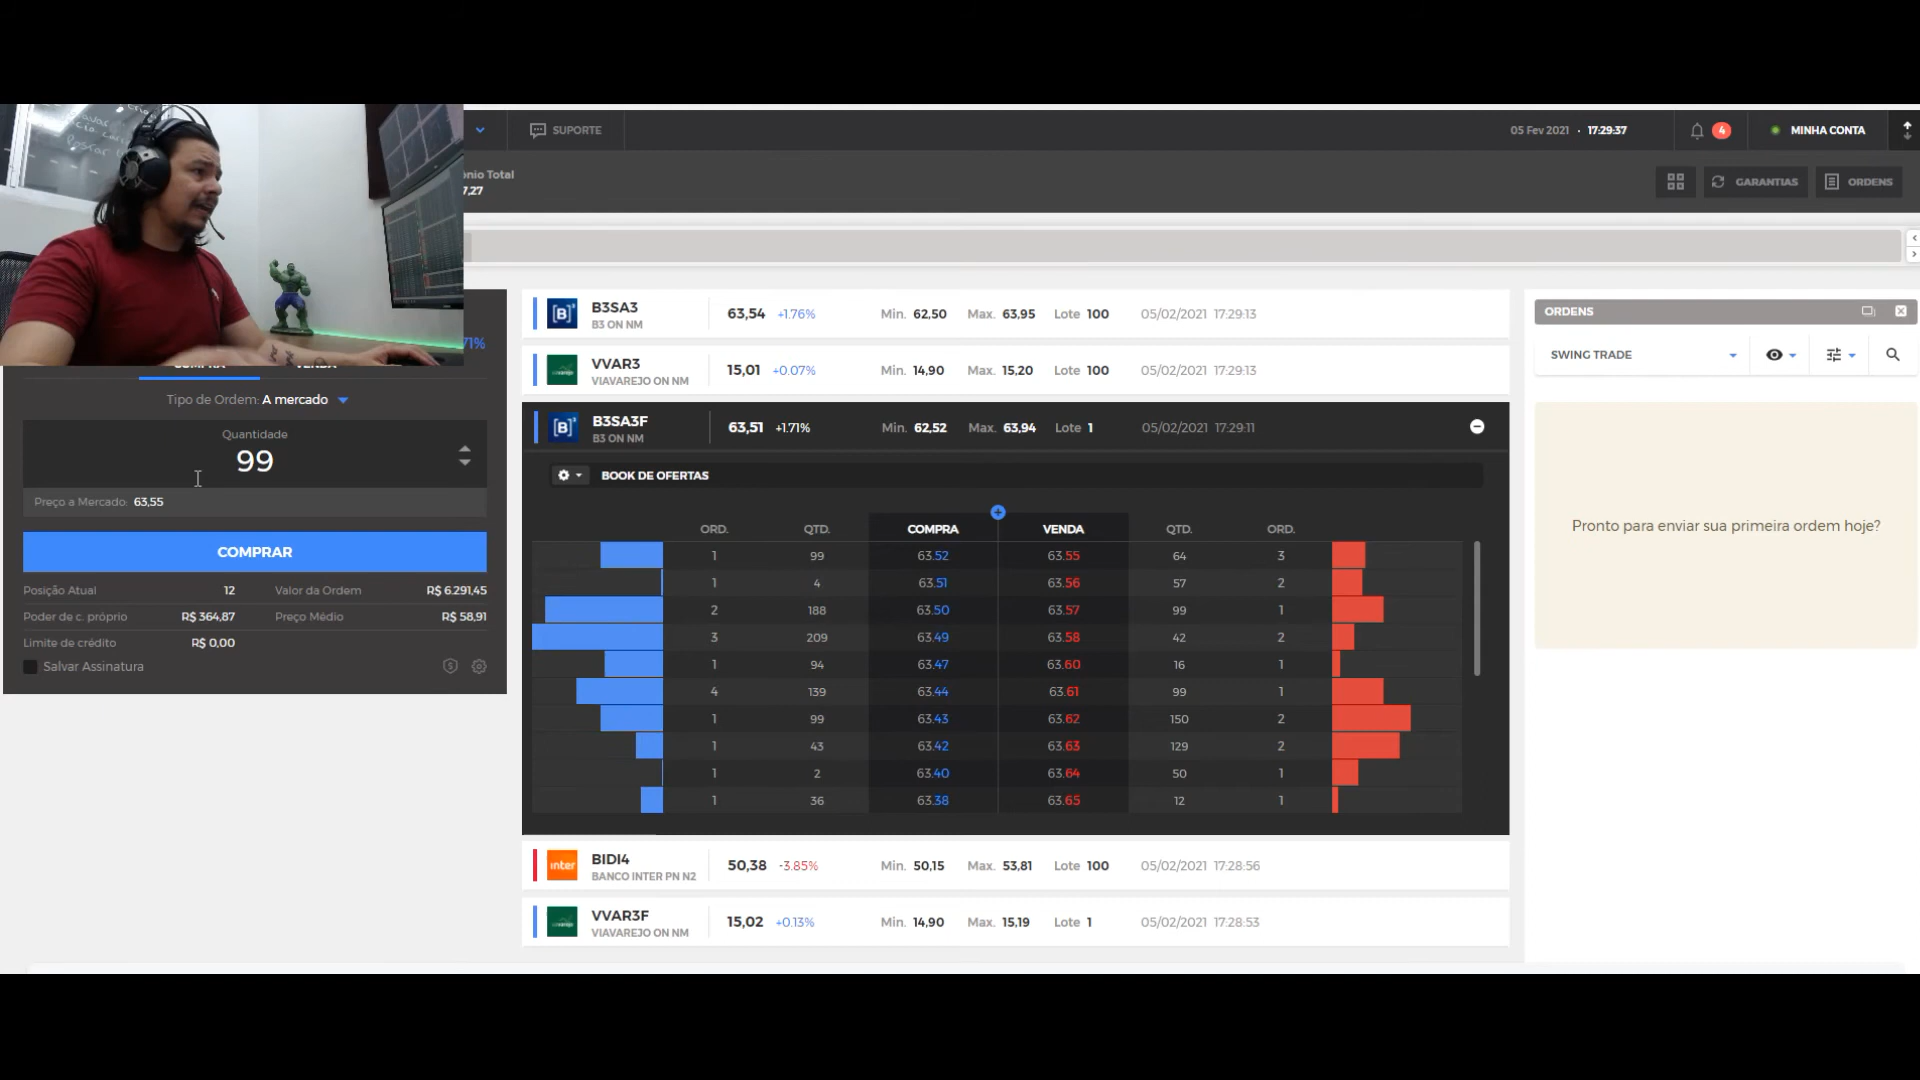 SUPORTE
05 Fev 2021 · 17:29:37
4
MINHA CONTA
nio Total
7,27
GARANTIAS
ORDENS
71%
Tipo de Ordem: A mercado
Quantidade
99
Preço a Mercado: 63,55
COMPRAR
Posição Atual 12 Valor da Ordem R$ 6.291,45
Poder de c. próprio R$ 364,87 Preço Médio R$ 58,91
Limite de crédito R$ 0,00
Salvar Assinatura
B3SA3 63,54 +1.76% Min. 62,50 Max. 63,95 Lote 100 05/02/2021 17:29:13
B3 ON NM
VVAR3 15,01 +0.07% Min. 14,90 Max. 15,20 Lote 100 05/02/2021 17:29:13
VIAVAREJO ON NM
B3SA3F 63,51 +1.71% Min. 62,52 Max. 63,94 Lote 1 05/02/2021 17:29:11
B3 ON NM
BOOK DE OFERTAS
ORD. QTD. COMPRA VENDA QTD. ORD.
1 99 63.52 63.55 64 3
1 4 63.51 63.56 57 2
2 188 63.50 63.57 99 1
3 209 63.49 63.58 42 2
1 94 63.47 63.60 16 1
4 139 63.44 63.61 99 1
1 99 63.43 63.62 150 2
1 43 63.42 63.63 129 2
1 2 63.40 63.64 50 1
1 36 63.38 63.65 12 1
inter
BIDI4 50,38 -3.85% Min. 50,15 Max. 53,81 Lote 100 05/02/2021 17:28:56
BANCO INTER PN N2
VVAR3F 15,02 +0.13% Min. 14,90 Max. 15,19 Lote 1 05/02/2021 17:28:53
VIAVAREJO ON NM
ORDENS
SWING TRADE
Pronto para enviar sua primeira ordem hoje?